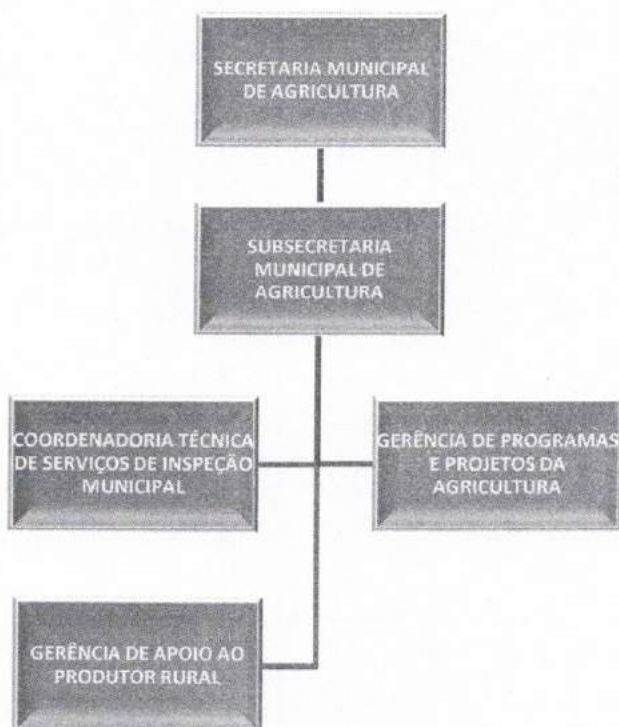 SECRETARIA MUNICIPAL
DE AGRICULTURA
SUBSECRETARIA
MUNICIPAL DE
AGRICULTURA
COORDENADORIA TÉCNICA
DE SERVIÇOS DE INSPEÇÃO
MUNICIPAL
GERÊNCIA DE PROGRAMAS
E PROJETOS DA
AGRICULTURA
GERÊNCIA DE APOIO AO
PRODUTOR RURAL